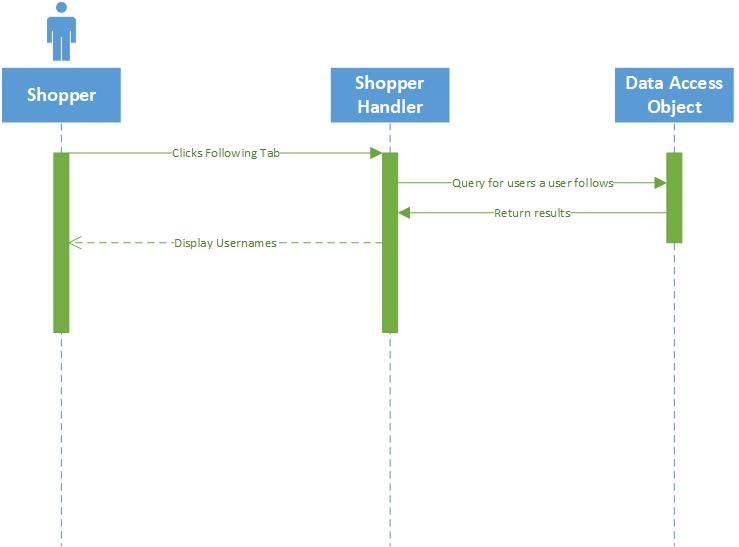 Shopper
Shopper
Handler
Data Access
Object
Clicks Following Tab
Query for users a user follows
Return results
Display Usernames